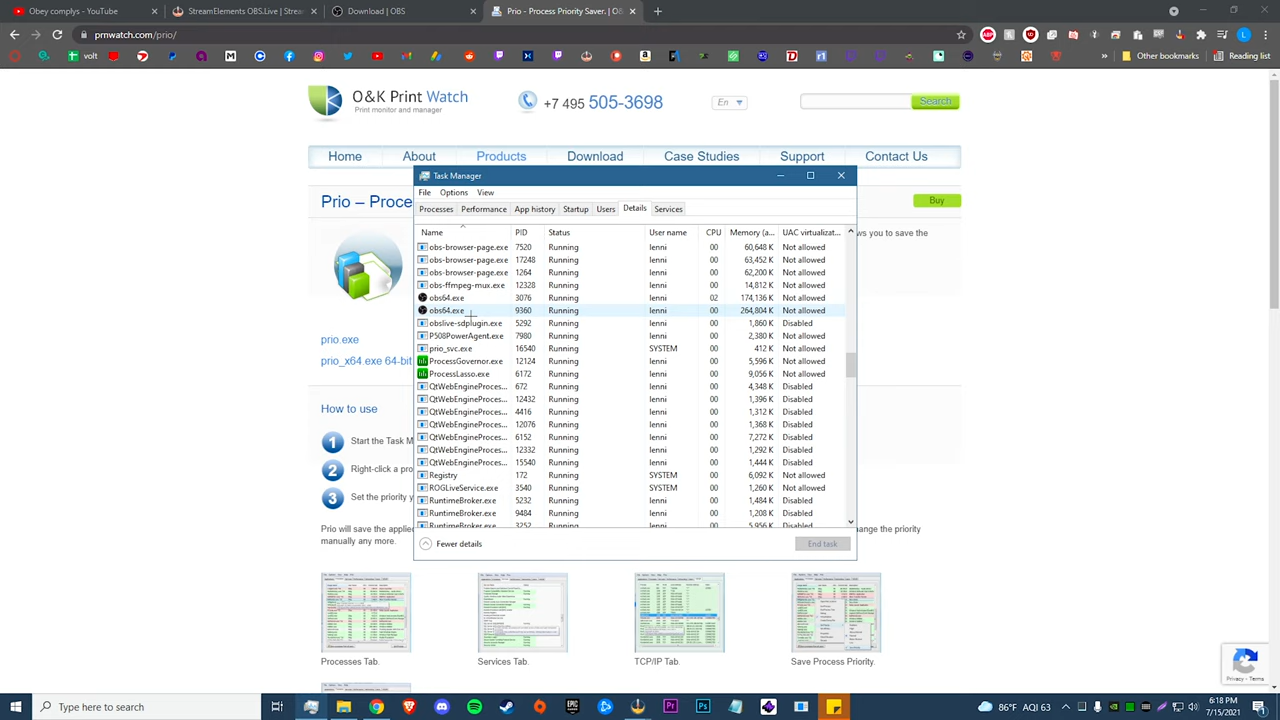 Obey complys - YouTube
StreamElements OBS.Live | Stream
Download | OBS
Prio - Process Priority Saver. | O&
prnwatch.com/prio/
volt
Other bookmarks
Reading list
O&K Print Watch
Print monitor and manager
+7 495 505-3698
En
Search
Home
About
Products
Download
Case Studies
Support
Contact Us
Prio – Proce
Buy
ws you to save the
prio.exe
prio_x64.exe 64-bit
How to use
1 Start the Task M
2 Right-click a pro
3 Set the priority y
Prio will save the applie
hange the priority
manually any more.
Task Manager
File Options View
Processes Performance App history Startup Users Details Services
Name PID Status User name CPU Memory (a... UAC virtualizat...
obs-browser-page.exe 7520 Running lenni 00 60,648 K Not allowed
obs-browser-page.exe 17248 Running lenni 00 63,452 K Not allowed
obs-browser-page.exe 1264 Running lenni 00 62,200 K Not allowed
obs-ffmpeg-mux.exe 12328 Running lenni 00 14,812 K Not allowed
obs64.exe 3076 Running lenni 02 174,136 K Not allowed
obs64.exe 9360 Running lenni 00 264,804 K Not allowed
obslive-sdplugin.exe 5292 Running lenni 00 1,860 K Disabled
P508PowerAgent.exe 7980 Running lenni 00 2,380 K Not allowed
prio_svc.exe 16540 Running SYSTEM 00 412 K Not allowed
ProcessGovernor.exe 12124 Running lenni 00 5,596 K Not allowed
ProcessLasso.exe 6172 Running lenni 00 9,056 K Not allowed
QtWebEngineProces... 672 Running lenni 00 4,348 K Disabled
QtWebEngineProces... 12432 Running lenni 00 1,396 K Disabled
QtWebEngineProces... 4416 Running lenni 00 1,312 K Disabled
QtWebEngineProces... 12076 Running lenni 00 1,368 K Disabled
QtWebEngineProces... 6152 Running lenni 00 7,272 K Disabled
QtWebEngineProces... 12332 Running lenni 00 1,292 K Disabled
QtWebEngineProces... 15540 Running lenni 00 1,444 K Disabled
Registry 172 Running SYSTEM 00 6,092 K Not allowed
ROGLiveService.exe 3540 Running SYSTEM 00 1,260 K Not allowed
RuntimeBroker.exe 5232 Running lenni 00 1,484 K Disabled
RuntimeBroker.exe 9484 Running lenni 00 1,208 K Disabled
RuntimeBroker.exe 3252 Running lenni 00 5,956 K Disabled
Fewer details
End task
Processes Tab.
Services Tab.
TCP/IP Tab.
Save Process Priority.
Privacy - Terms
Type here to search
86°F AQI 63
6:18 PM
7/15/2021